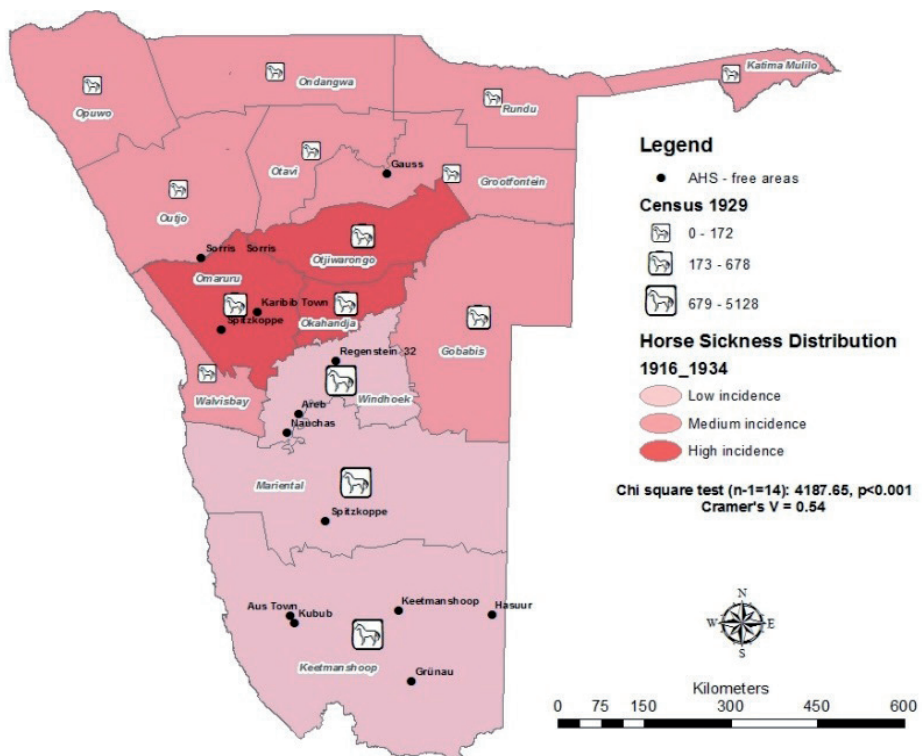 Katima Mulilo
Ondangwa
Opuwo
Rundu
Otavi
Gauss
Grootfontein
Outjo
Sorris Sorris
Otjiwarongo
Omaruru
Karibib Town
Spitzkoppe
Okahandja
Gobabis
Regenstein 32
Walvisbay
Windhoek
Areb
Nauchas
Mariental
Spitzkoppe
Aus Town
Kubub
Keetmanshoop
Hasuur
Keetmanshoop
Grünau
Legend
AHS - free areas
Census 1929
0 - 172
173 - 678
679 - 5128
Horse Sickness Distribution
1916_1934
Low incidence
Medium incidence
High incidence
Chi square test (n-1=14): 4187.65, p<0.001
Cramer's V = 0.54
N
W E
S
Kilometers
0 75 150 300 450 600